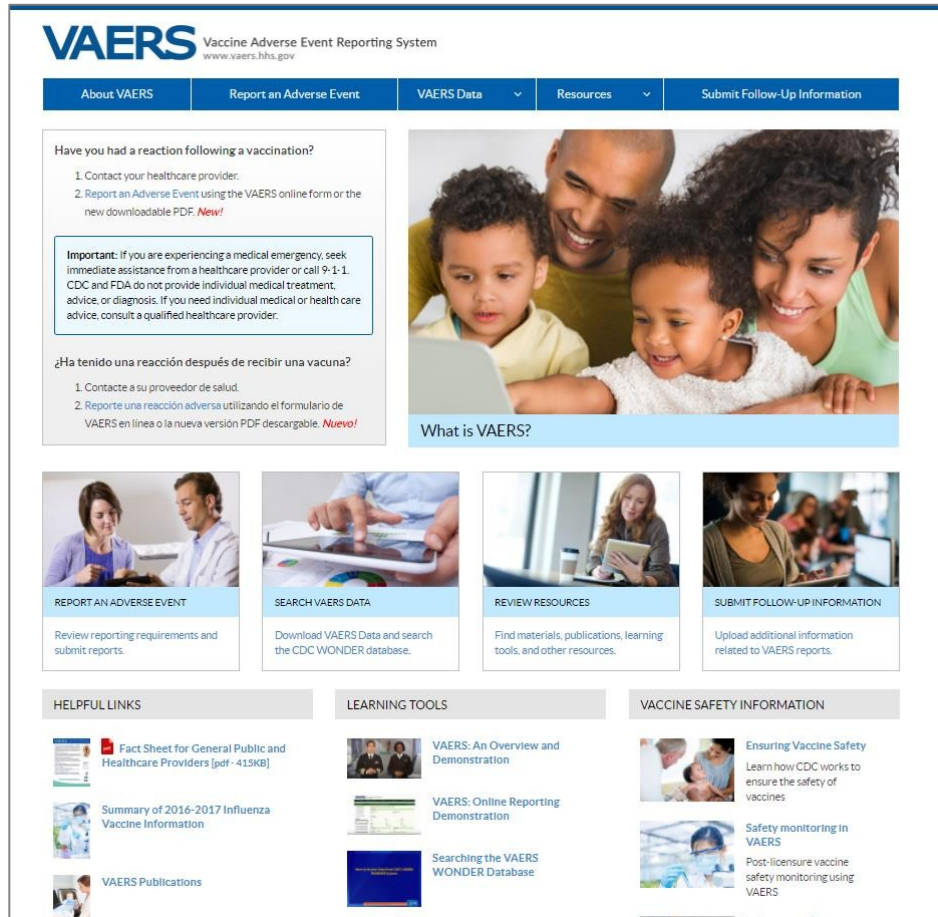 VAERS Vaccine Adverse Event Reporting System
www.vaers.hhs.gov
About VAERS
Report an Adverse Event
VAERS Data
Resources
Submit Follow-Up Information
Have you had a reaction following a vaccination?
1. Contact your healthcare provider.
2. Report an Adverse Event using the VAERS online form or the
new downloadable PDF. New!
Important: If you are experiencing a medical emergency, seek
immediate assistance from a healthcare provider or call 9-1-1.
CDC and FDA do not provide individual medical treatment,
advice, or diagnosis. If you need individual medical or health care
advice, consult a qualified healthcare provider.
¿Ha tenido una reacción después de recibir una vacuna?
1. Contacte a su proveedor de salud.
2. Reporte una reacción adversa utilizando el formulario de
VAERS en línea o la nueva versión PDF descargable. Nuevo!
What is VAERS?
REPORT AN ADVERSE EVENT
Review reporting requirements and
submit reports.
SEARCH VAERS DATA
Download VAERS Data and search
the CDC WONDER database.
REVIEW RESOURCES
Find materials, publications, learning
tools, and other resources.
SUBMIT FOLLOW-UP INFORMATION
Upload additional information
related to VAERS reports.
HELPFUL LINKS
Fact Sheet for General Public and
Healthcare Providers [pdf - 415KB]
Summary of 2016-2017 Influenza
Vaccine Information
VAERS Publications
LEARNING TOOLS
VAERS: An Overview and
Demonstration
VAERS: Online Reporting
Demonstration
Searching the VAERS
WONDER Database
VACCINE SAFETY INFORMATION
Ensuring Vaccine Safety
Learn how CDC works to
ensure the safety of
vaccines
Safety monitoring in
VAERS
Post-licensure vaccine
safety monitoring using
VAERS